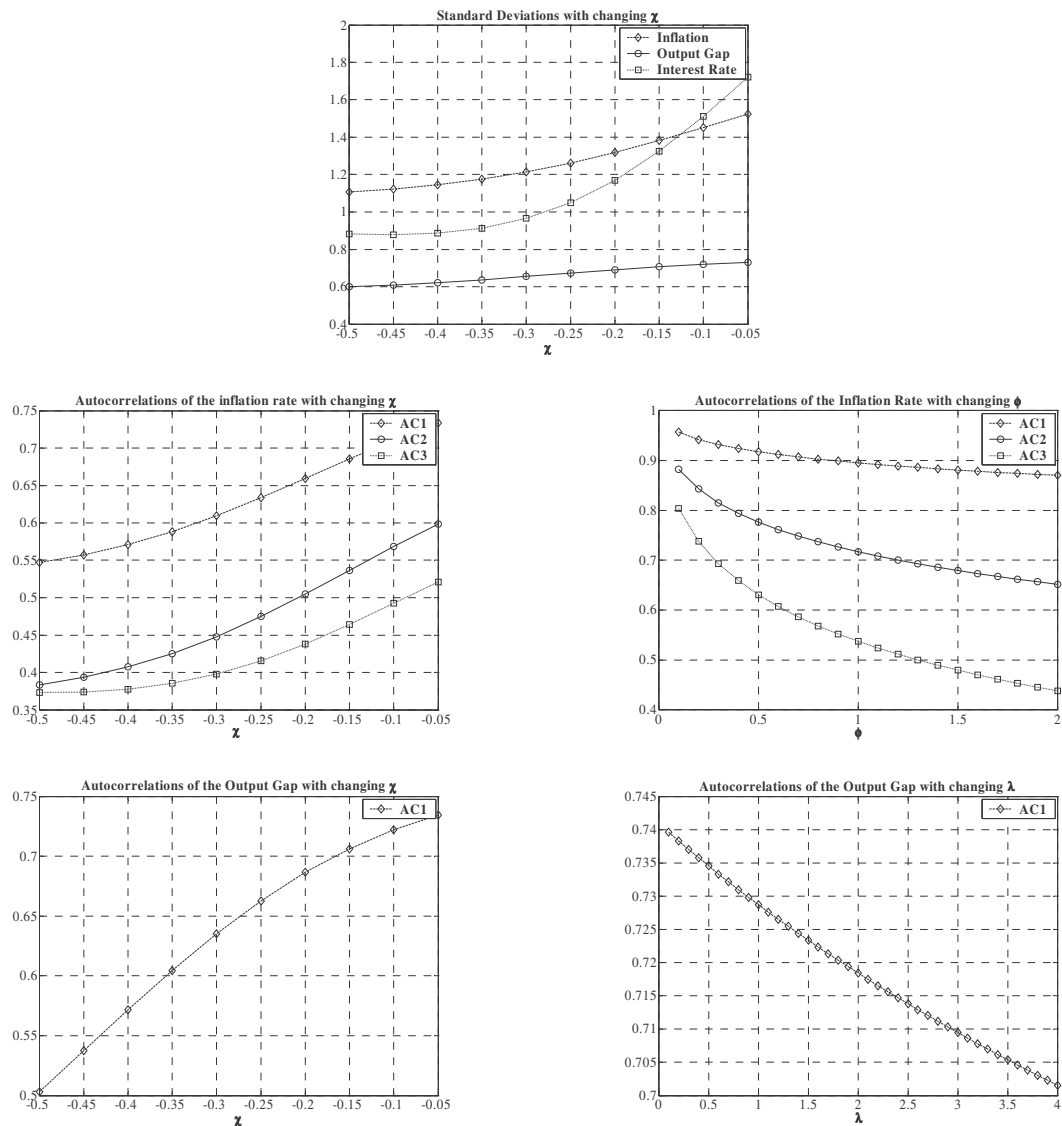 Standard Deviations with changing χ
2
1.8
1.6
1.4
1.2
1
0.8
0.6
0.4
Inflation
Output Gap
Interest Rate
-0.5 -0.45 -0.4 -0.35 -0.3 -0.25 -0.2 -0.15 -0.1 -0.05
χ
Autocorrelations of the inflation rate with changing χ
0.75
0.7
0.65
0.6
0.55
0.5
0.45
0.4
0.35
AC1
AC2
AC3
-0.5 -0.45 -0.4 -0.35 -0.3 -0.25 -0.2 -0.15 -0.1 -0.05
χ
Autocorrelations of the Inflation Rate with changing ϕ
1
0.9
0.8
0.7
0.6
0.5
0.4
AC1
AC2
AC3
0 0.5 1 1.5 2
ϕ
Autocorrelations of the Output Gap with changing χ
0.75
0.7
0.65
0.6
0.55
0.5
AC1
-0.5 -0.45 -0.4 -0.35 -0.3 -0.25 -0.2 -0.15 -0.1 -0.05
χ
Autocorrelations of the Output Gap with changing λ
0.745
0.74
0.735
0.73
0.725
0.72
0.715
0.71
0.705
0.7
AC1
0 0.5 1 1.5 2 2.5 3 3.5 4
λ